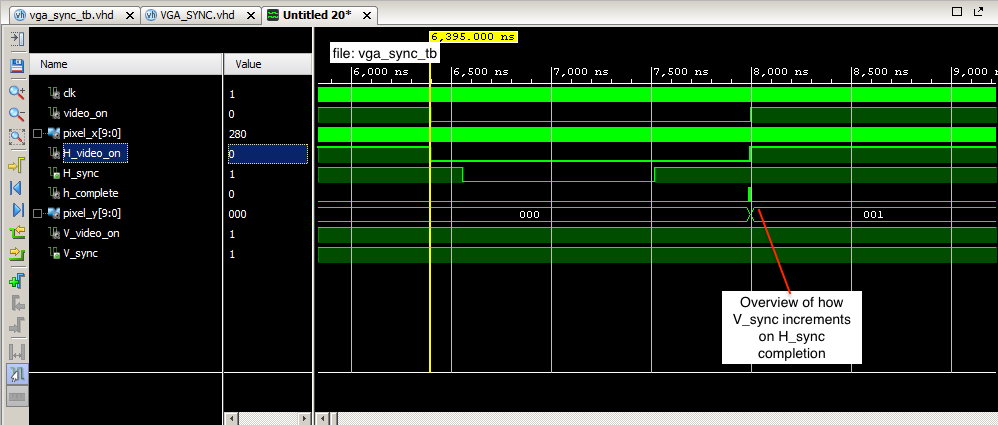 vga_sync_tb.vhd
VGA_SYNC.vhd
Untitled 20*
6,395.000 ns
file: vga_sync_tb
Name
Value
6,000 ns
6,500 ns
7,000 ns
7,500 ns
8,000 ns
8,500 ns
9,000
clk
1
video_on
0
pixel_x[9:0]
280
H_video_on
0
H_sync
1
h_complete
0
pixel_y[9:0]
000
000
001
V_video_on
1
V_sync
1
Overview of how
V_sync increments
on H_sync
completion